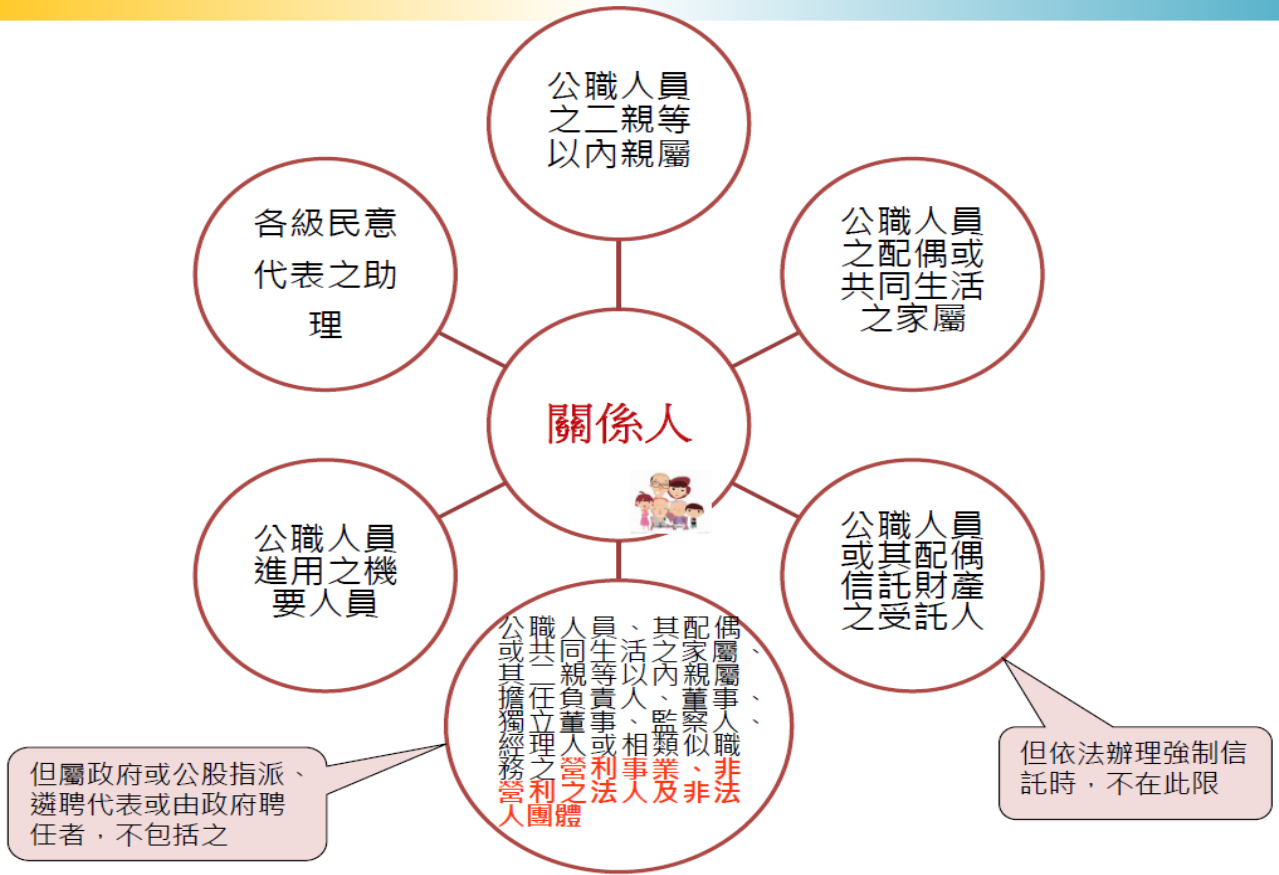 公職人員
之二親等
以內親屬
各級民意
代表之助
理
公職人員
之配偶或
共同生活
之家屬
關係人
公職人員
進用之機
要人員
公職人員
或其配偶
信託財產
之受託人
公職人員、其配偶
或共同生活之家屬、
其二親等以內親屬
擔任負責人、董事、
獨立董事、監察人、
經理人或相類似職
務之營利事業、非
營利之法人及非法
人團體
但屬政府或公股指派、
遴聘代表或由政府聘
任者，不包括之
但依法辦理強制信
託時，不在此限